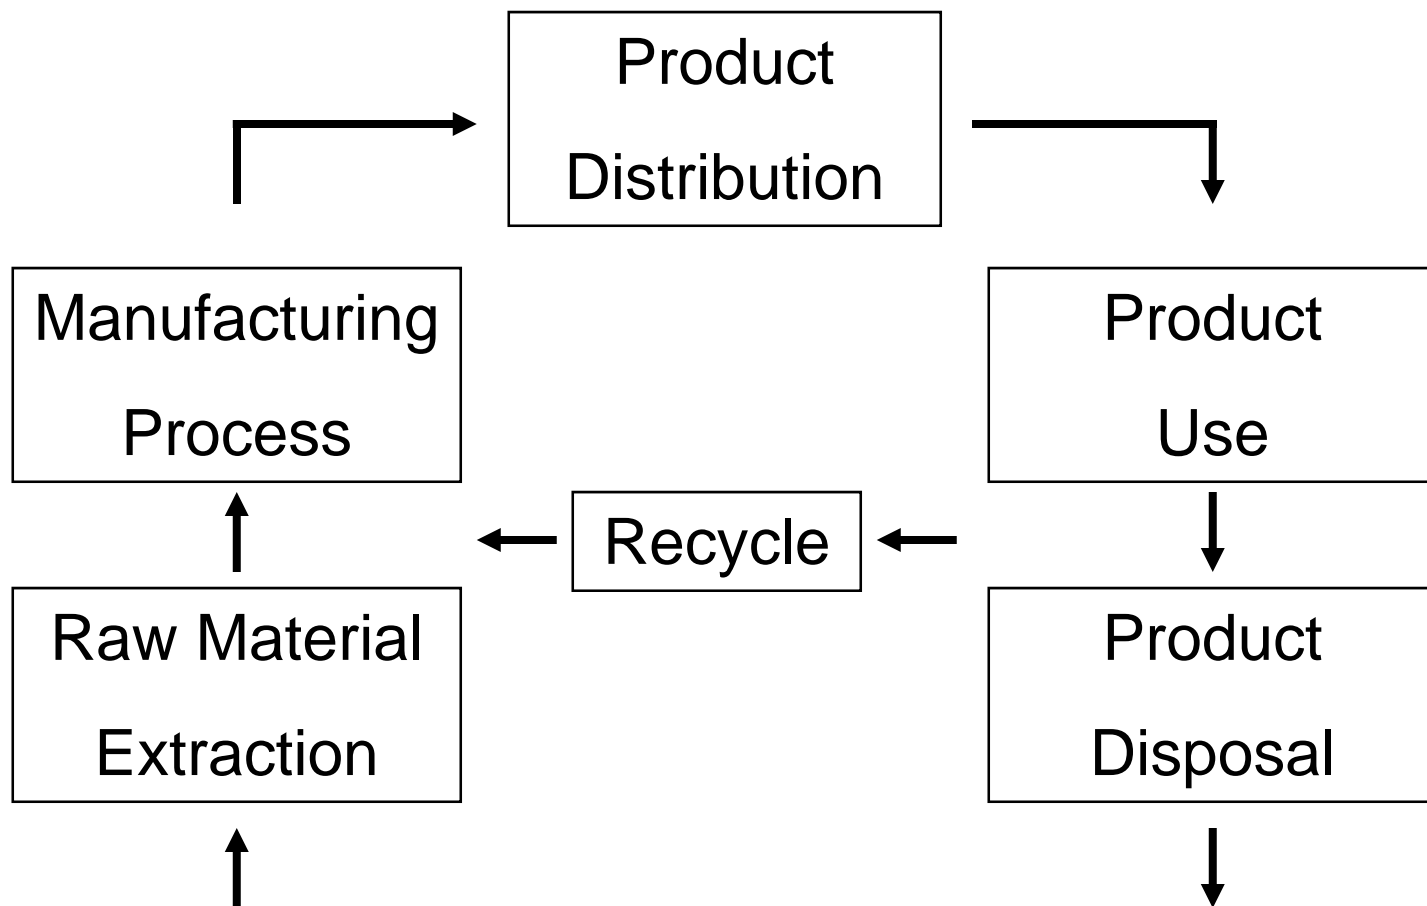 Product
Distribution
Manufacturing
Process
Product
Use
Recycle
Raw Material
Extraction
Product
Disposal